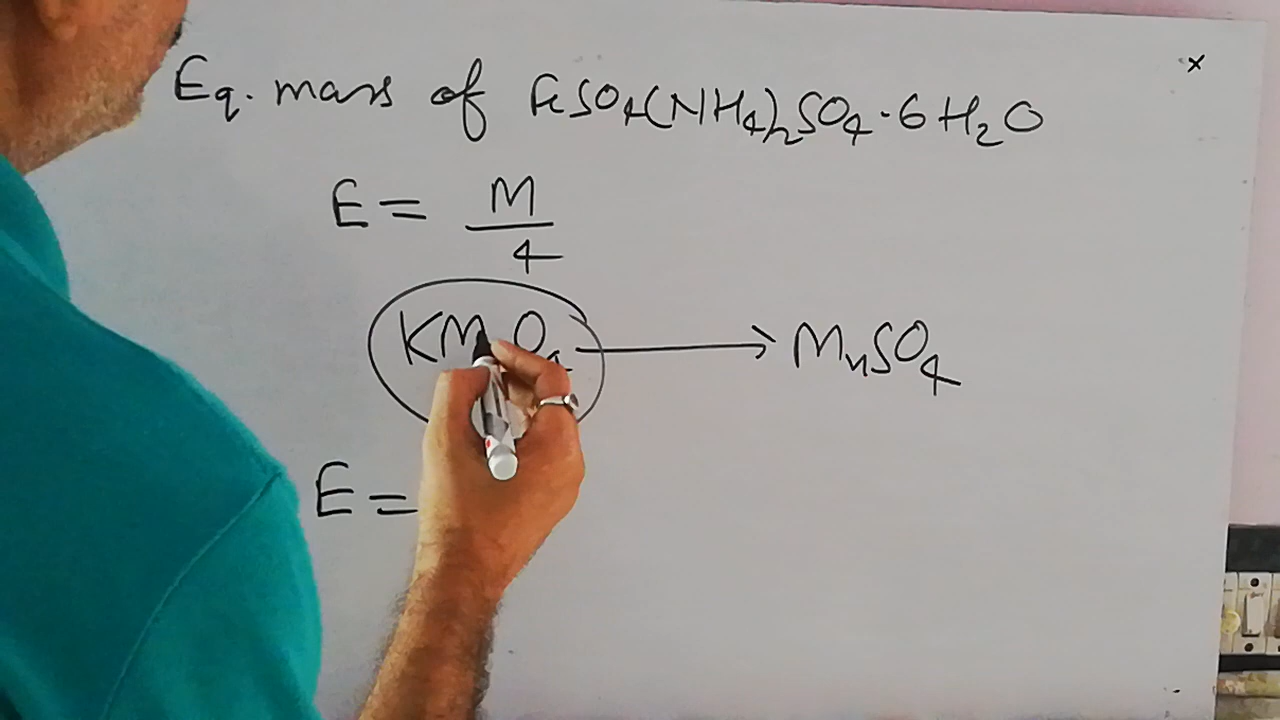 Eq. mass of FeSO4(NH4)2SO4·6H2O
E = M
4
KMnO4 → MnSO4
E =